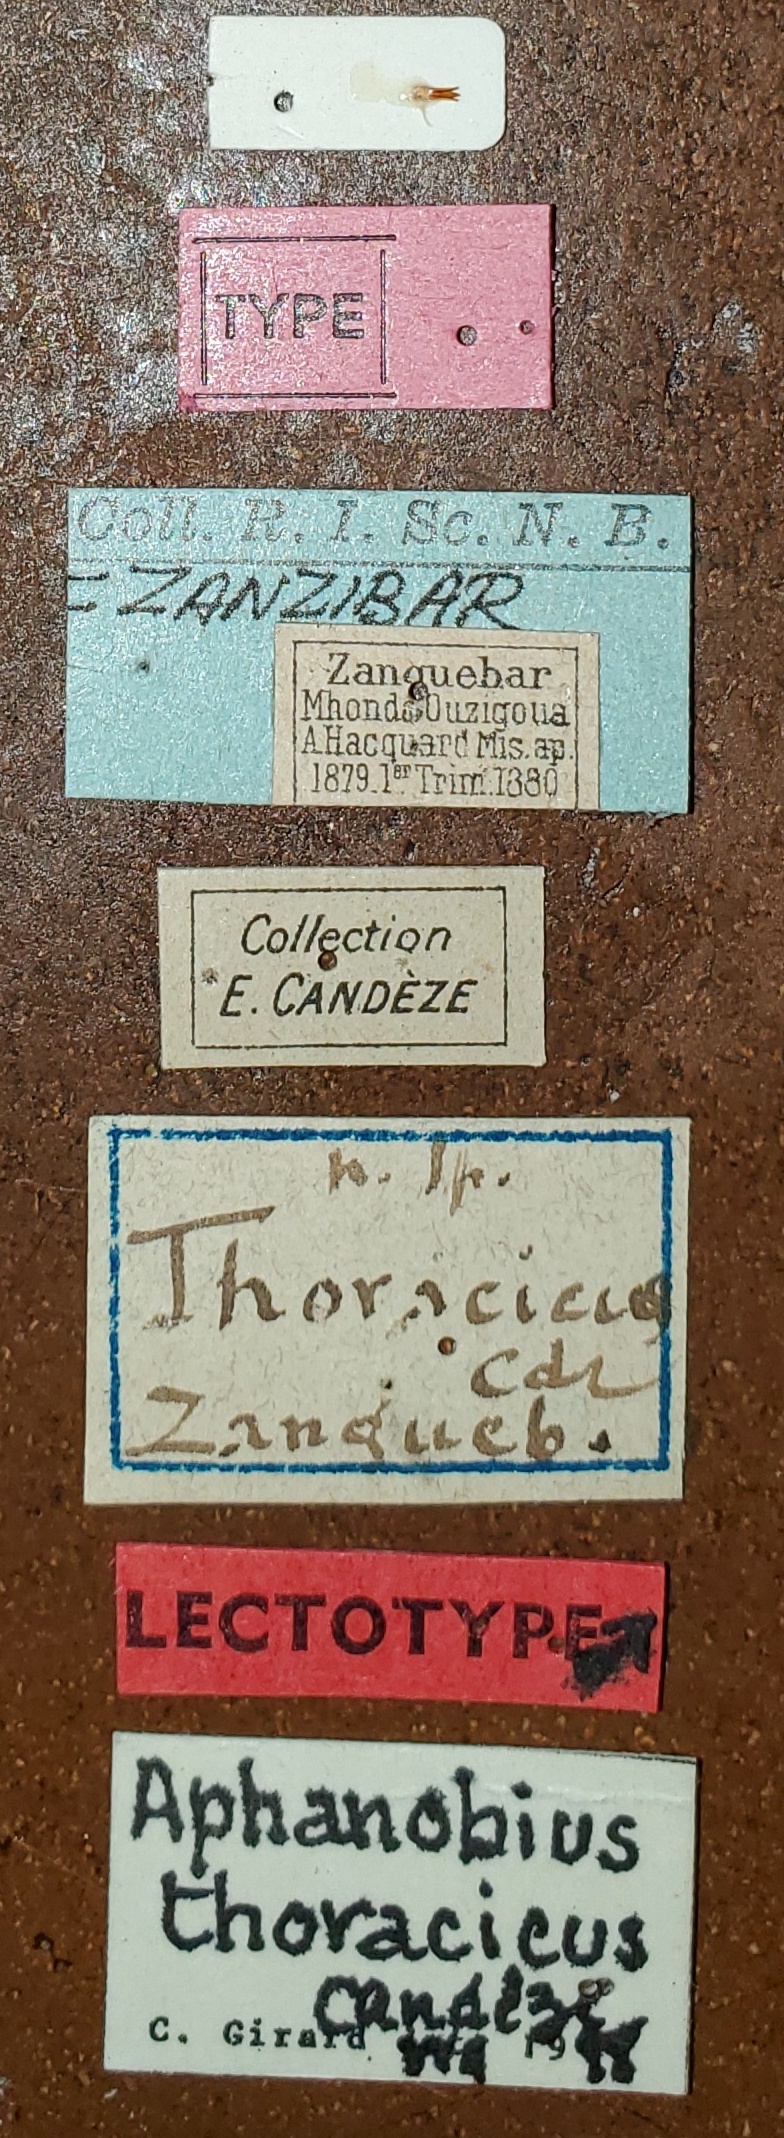 TYPE
Coll. R. I. Sc. N. B.
= ZANZIBAR
Zanguebar
Mhonda Ouzigoua
A.Hacquard Mis. ap.
1879.1er Trim.1880
Collection
E. CANDÈZE
n. sp.
Thoracicus
Cdz
Zangueb.
LECTOTYPE
Aphanobius
thoracicus
Candèze
C. Girard